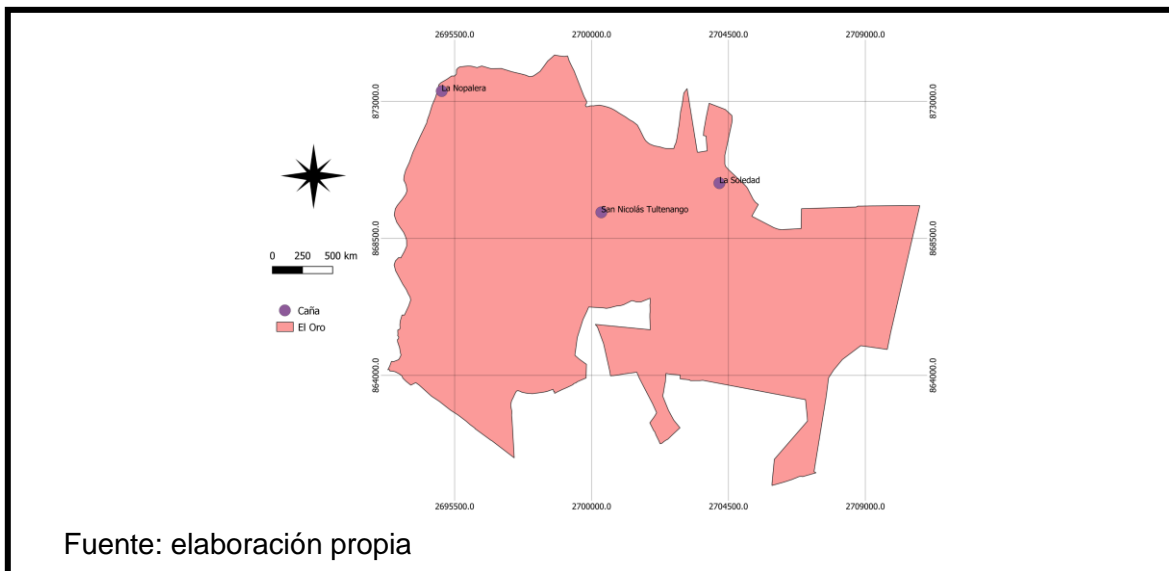 2695500.0 2700000.0 2704500.0 2709000.0
La Nopalera
873000.0 873000.0
La Soledad
San Nicolás Tultenango
868500.0 868500.0
0 250 500 km
Caña
El Oro
864000.0 864000.0
2695500.0 2700000.0 2704500.0 2709000.0
Fuente: elaboración propia